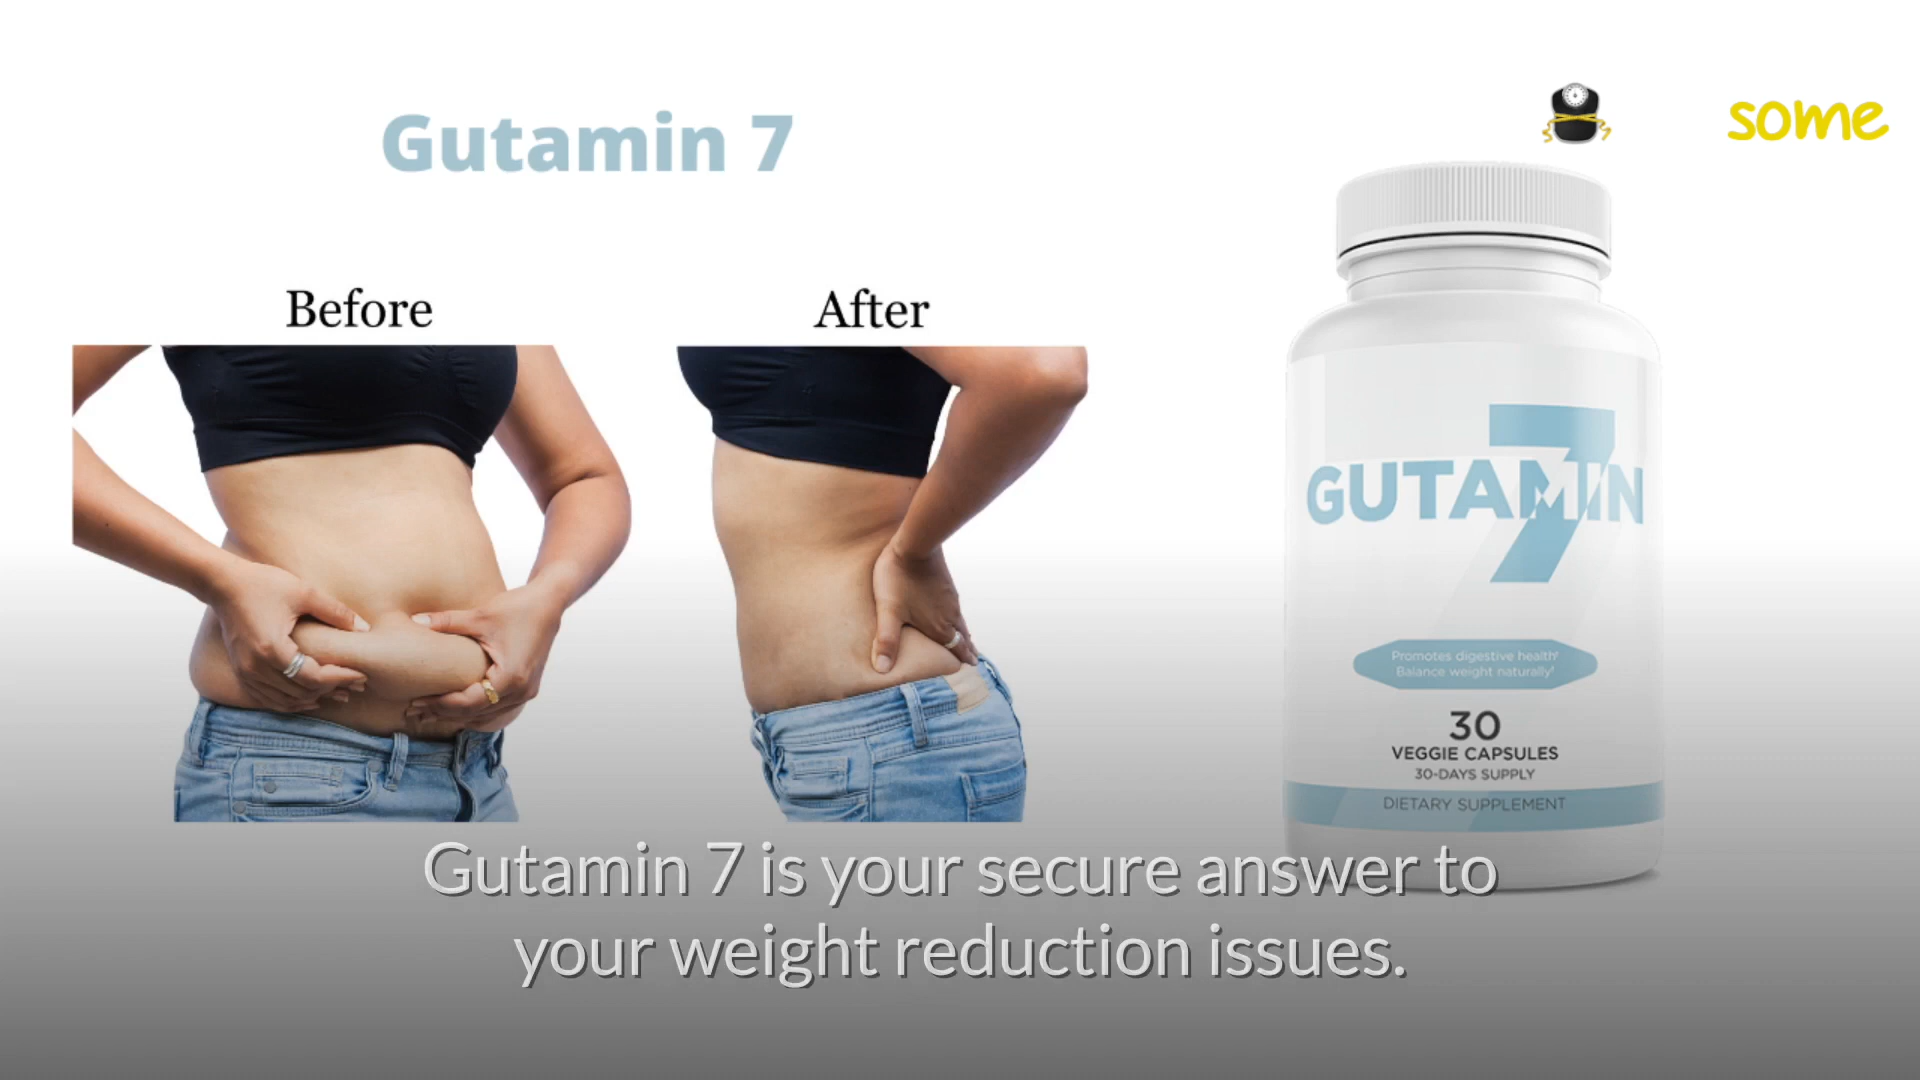 Gutamin 7
some
Before
After
GUTAMIN
7
Promotes digestive health†
Balance weight naturally†
30
VEGGIE CAPSULES
30-DAYS SUPPLY
DIETARY SUPPLEMENT
Gutamin 7 is your secure answer to
your weight reduction issues.